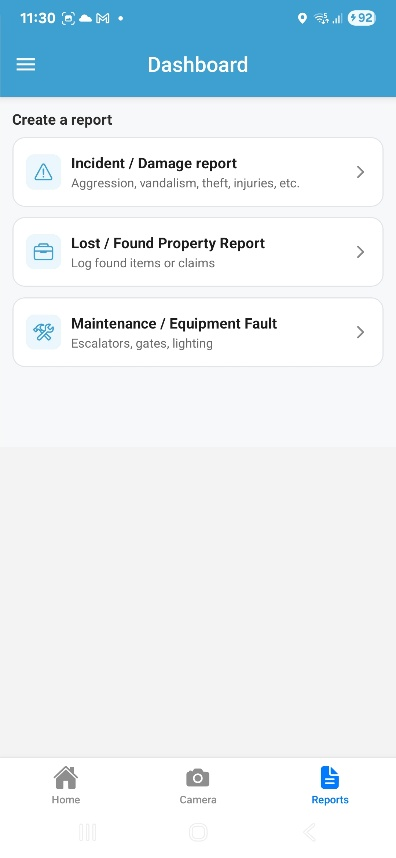 11:30
92
Dashboard
Create a report
Incident / Damage report
Aggression, vandalism, theft, injuries, etc.
Lost / Found Property Report
Log found items or claims
Maintenance / Equipment Fault
Escalators, gates, lighting
Home
Camera
Reports